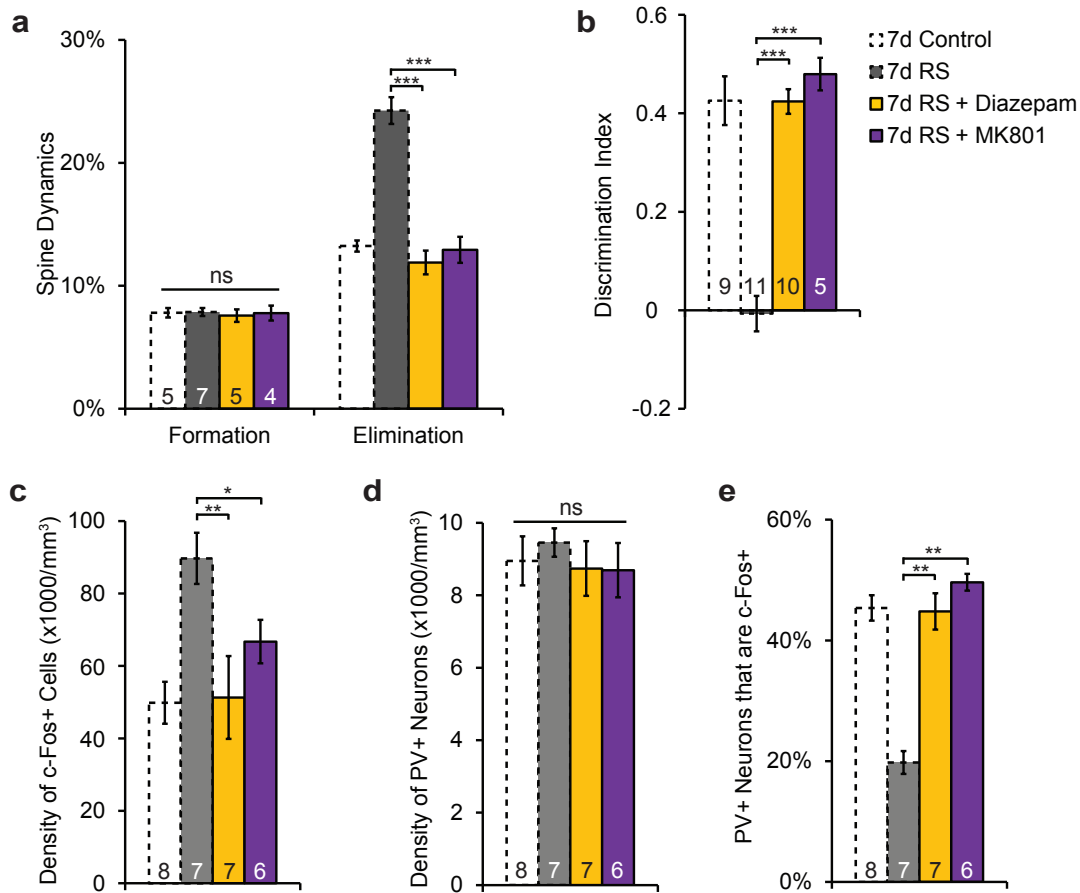 a
30%
20%
10%
0%
Spine Dynamics
***
***
ns
5 7 5 4
Formation Elimination
b
0.6
0.4
0.2
0
-0.2
Discrimination Index
***
***
9 11 10 5
7d Control
7d RS
7d RS + Diazepam
7d RS + MK801
c
100
80
60
40
20
0
Density of c-Fos+ Cells (x1000/mm³)
*
**
8 7 7 6
d
10
8
6
4
2
0
Density of PV+ Neurons (x1000/mm³)
ns
8 7 7 6
e
60%
40%
20%
0%
PV+ Neurons that are c-Fos+
**
**
8 7 7 6